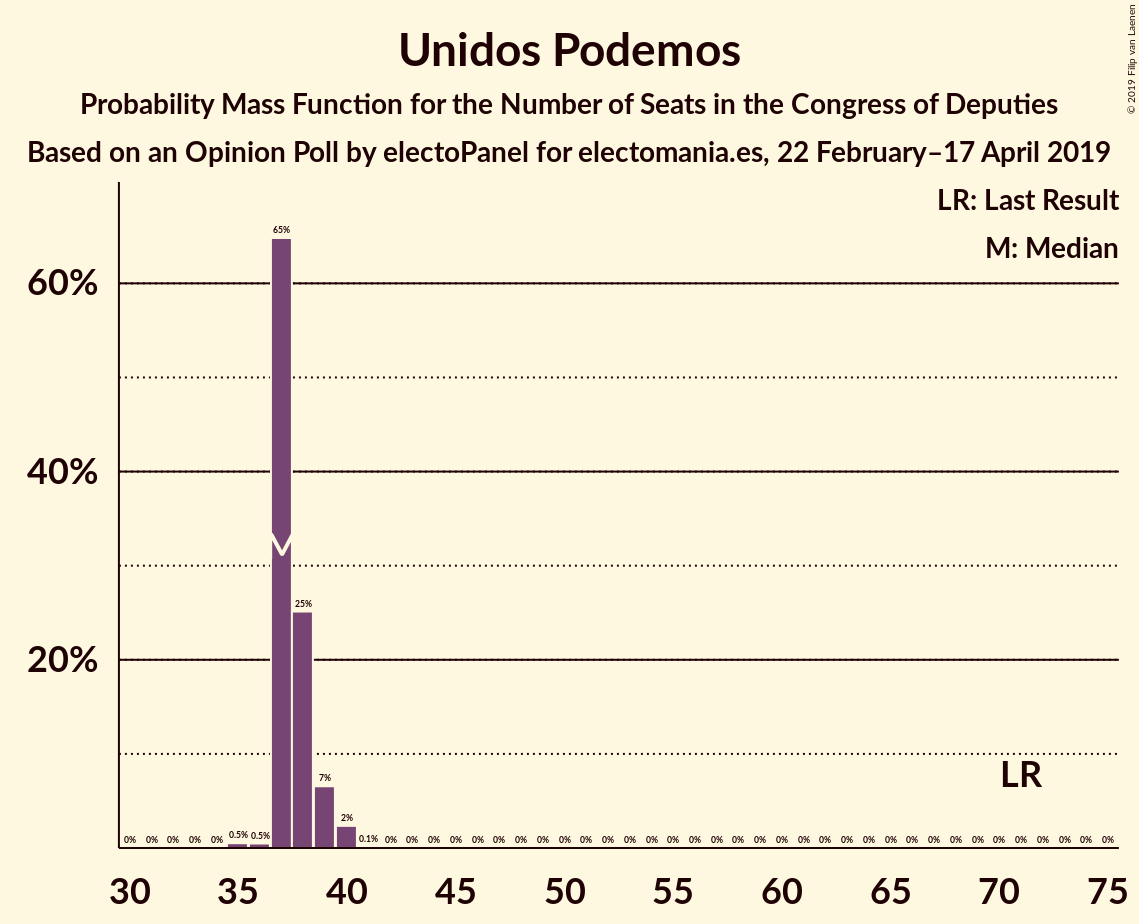 Unidos Podemos
Probability Mass Function for the Number of Seats in the Congress of Deputies
Based on an Opinion Poll by electoPanel for electomania.es, 22 February–17 April 2019
© 2019 Filip van Laenen
LR: Last Result
M: Median
65%
60%
40%
25%
20%
LR
7%
2%
0% 0% 0% 0% 0% 0.5% 0.5% 0.1% 0% 0% 0% 0% 0% 0% 0% 0% 0% 0% 0% 0% 0% 0% 0% 0% 0% 0% 0% 0% 0% 0% 0% 0% 0% 0% 0% 0% 0% 0% 0% 0% 0% 0%
30 35 40 45 50 55 60 65 70 75